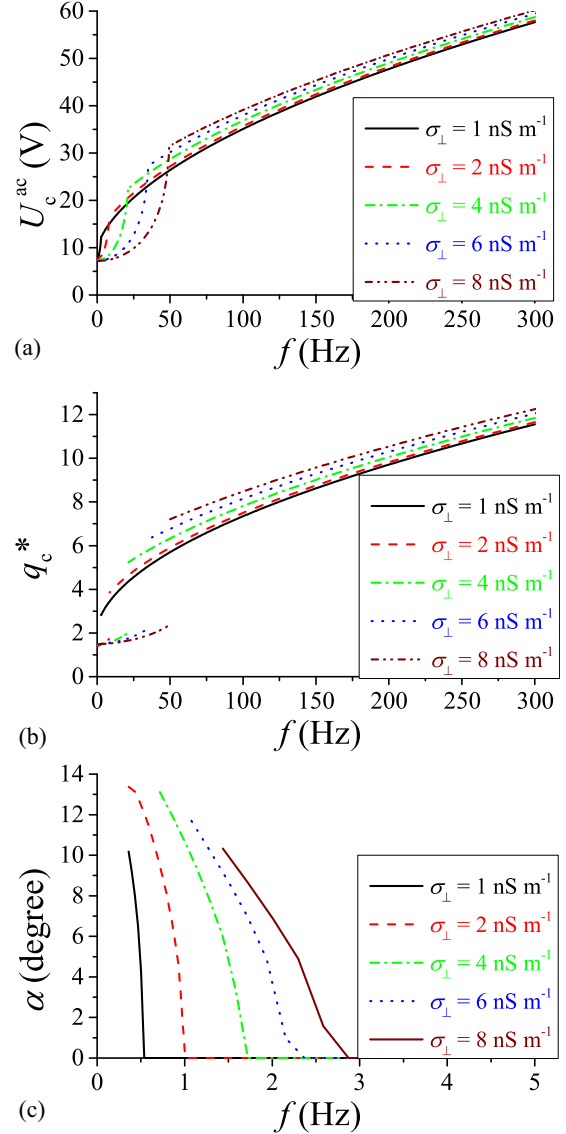 60
50
40
30
20
10
0
U_c^ac (V)
σ⊥ = 1 nS m-1
σ⊥ = 2 nS m-1
σ⊥ = 4 nS m-1
σ⊥ = 6 nS m-1
σ⊥ = 8 nS m-1
0 50 100 150 200 250 300
(a)
f (Hz)
12
10
8
6
4
2
0
q_c*
σ⊥ = 1 nS m-1
σ⊥ = 2 nS m-1
σ⊥ = 4 nS m-1
σ⊥ = 6 nS m-1
σ⊥ = 8 nS m-1
0 50 100 150 200 250 300
(b)
f (Hz)
14
12
10
8
6
4
2
0
α (degree)
σ⊥ = 1 nS m-1
σ⊥ = 2 nS m-1
σ⊥ = 4 nS m-1
σ⊥ = 6 nS m-1
σ⊥ = 8 nS m-1
0 1 2 3 4 5
(c)
f (Hz)